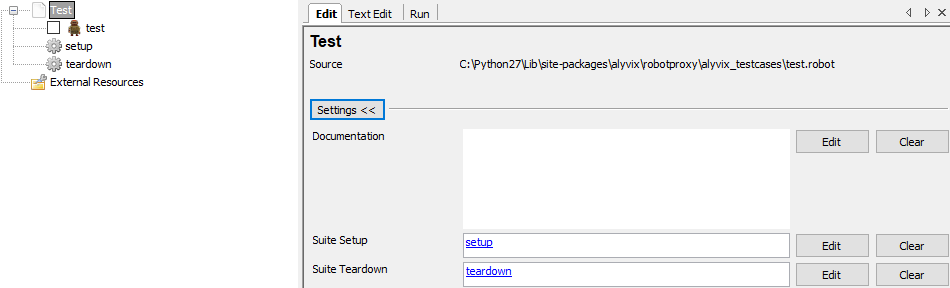 Test
test
setup
teardown
External Resources
Edit Text Edit Run
Test
Source C:\Python27\Lib\site-packages\alyvix\robotproxy\alyvix_testcases\test.robot
Settings <<
Documentation Edit Clear
Suite Setup setup Edit Clear
Suite Teardown teardown Edit Clear